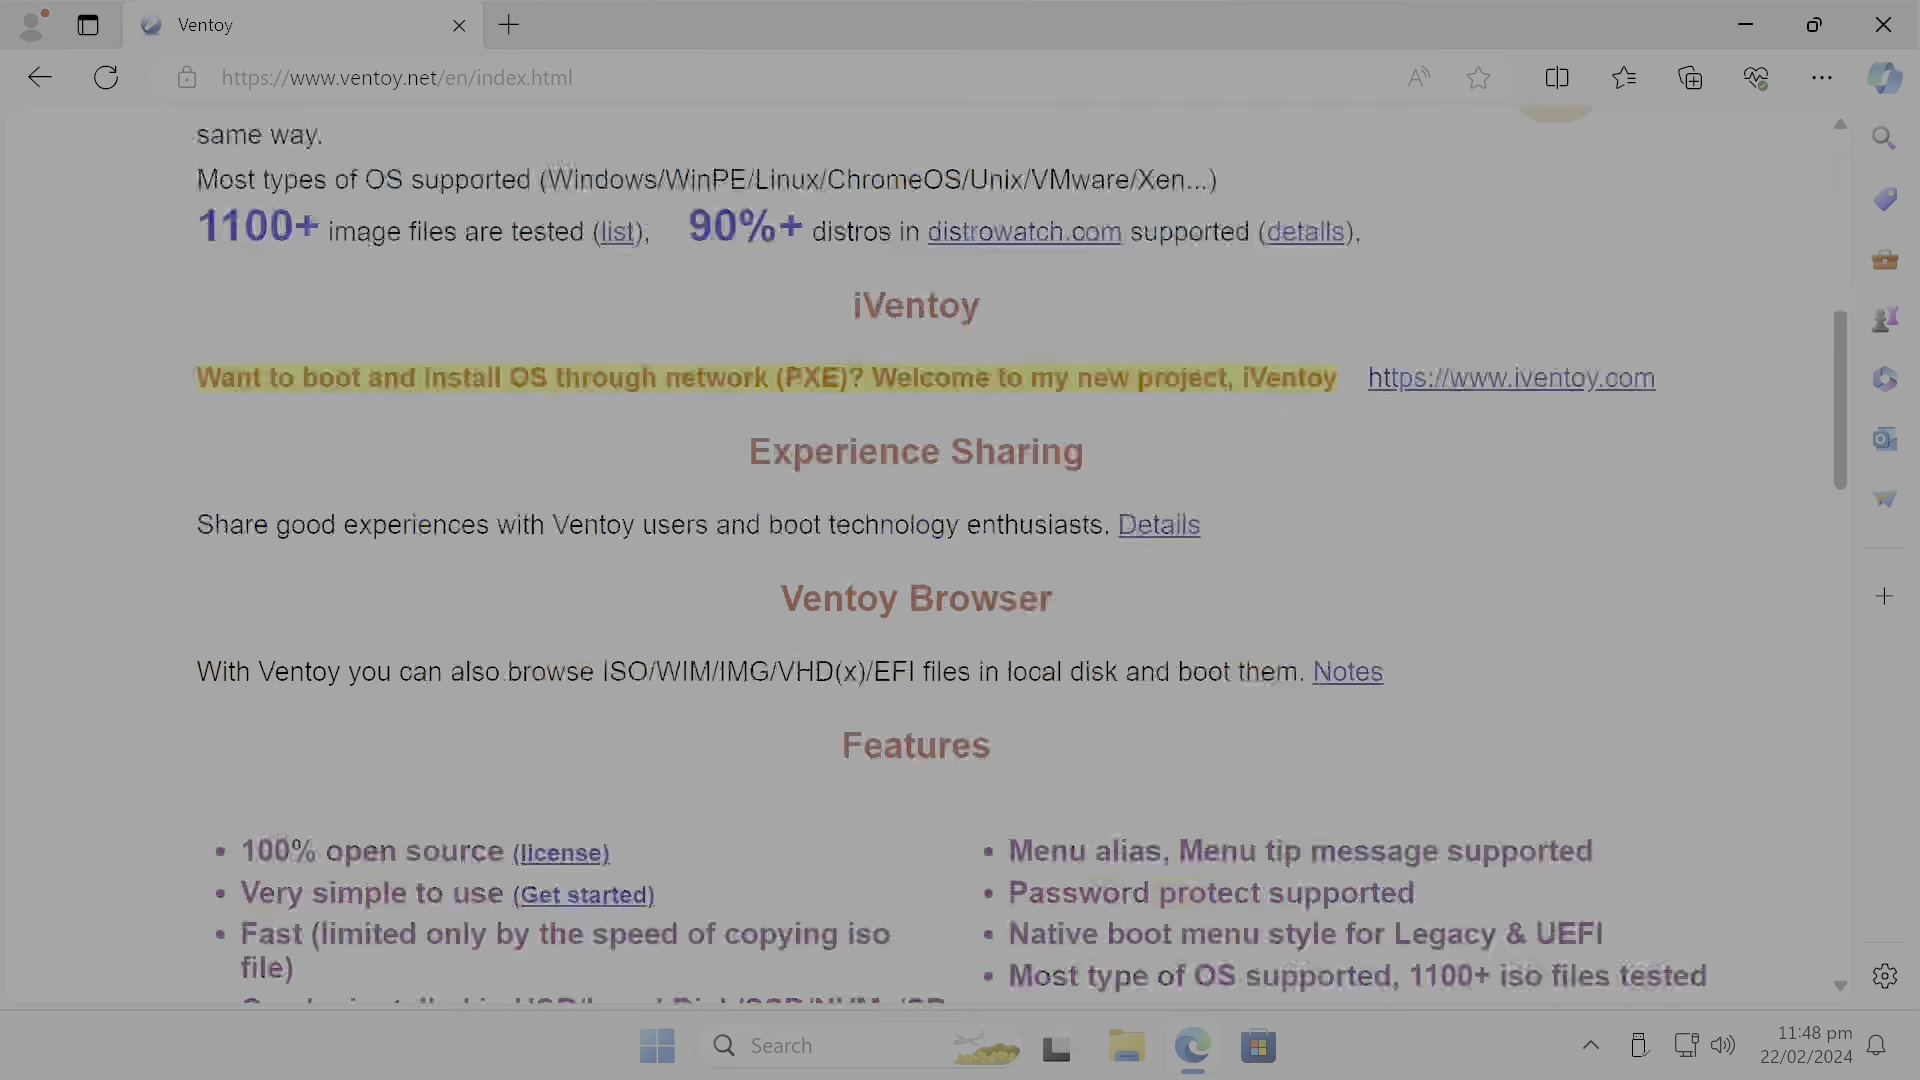 Ventoy
https://www.ventoy.net/en/index.html
same way.
Most types of OS supported (Windows/WinPE/Linux/ChromeOS/Unix/VMware/Xen...)
1100+ image files are tested (list), 90%+ distros in distrowatch.com supported (details),
iVentoy
Want to boot and install OS through network (PXE)? Welcome to my new project, iVentoy https://www.iventoy.com
Experience Sharing
Share good experiences with Ventoy users and boot technology enthusiasts. Details
Ventoy Browser
With Ventoy you can also browse ISO/WIM/IMG/VHD(x)/EFI files in local disk and boot them. Notes
Features
• 100% open source (license)
• Very simple to use (Get started)
• Fast (limited only by the speed of copying iso
file)
• Menu alias, Menu tip message supported
• Password protect supported
• Native boot menu style for Legacy & UEFI
• Most type of OS supported, 1100+ iso files tested
Search
11:48 pm
22/02/2024